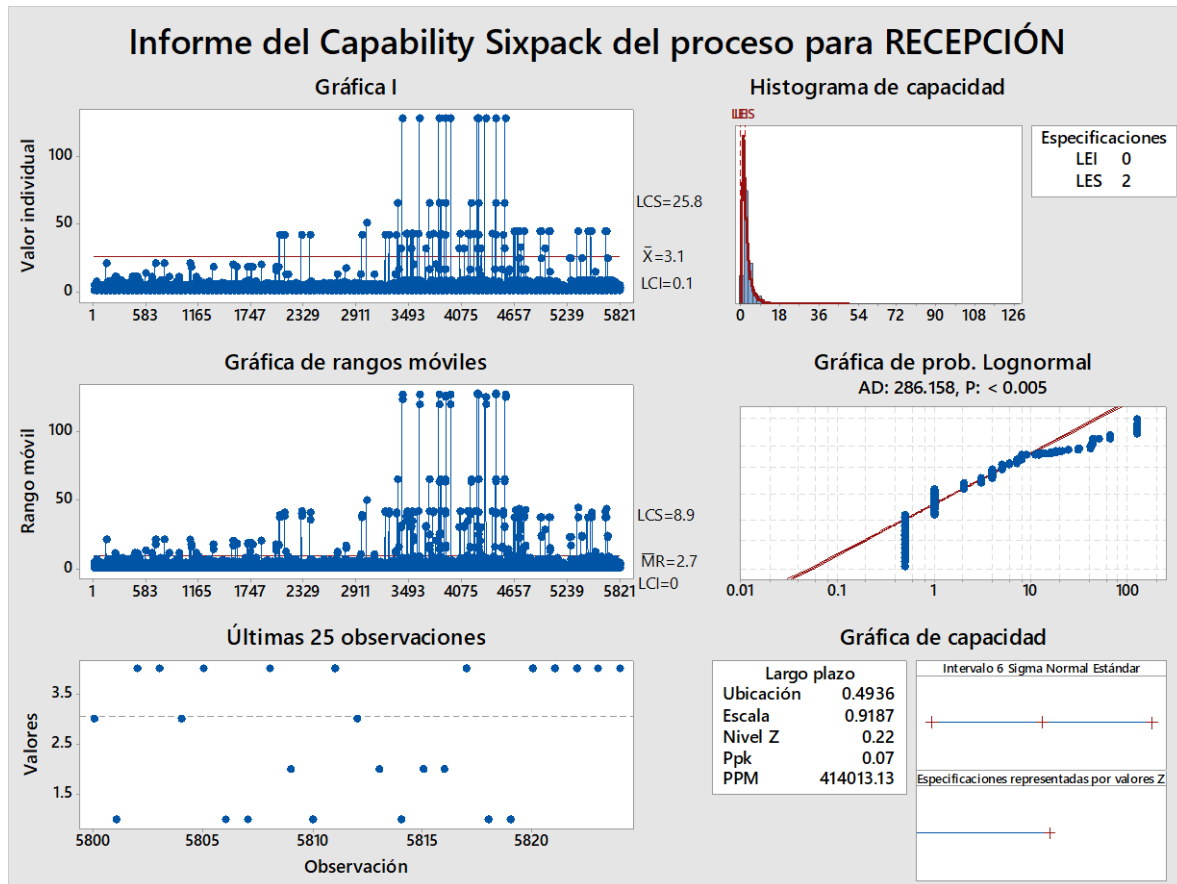 Informe del Capability Sixpack del proceso para RECEPCIÓN
Gráfica I
Valor individual
100
50
0
1 583 1165 1747 2329 2911 3493 4075 4657 5239 5821
LCS=25.8
X̄=3.1
LCI=0.1
Histograma de capacidad
0 18 36 54 72 90 108 126
Especificaciones
LEI 0
LES 2
Gráfica de rangos móviles
Rango móvil
100
50
0
1 583 1165 1747 2329 2911 3493 4075 4657 5239 5821
LCS=8.9
M̅R̅=2.7
LCI=0
Gráfica de prob. Lognormal
AD: 286.158, P: < 0.005
0.01 0.1 1 10 100
Últimas 25 observaciones
Valores
3.5
2.5
1.5
5800 5805 5810 5815 5820
Observación
Gráfica de capacidad
Largo plazo
Ubicación 0.4936
Escala 0.9187
Nivel Z 0.22
Ppk 0.07
PPM 414013.13
Intervalo 6 Sigma Normal Estándar
Especificaciones representadas por valores Z